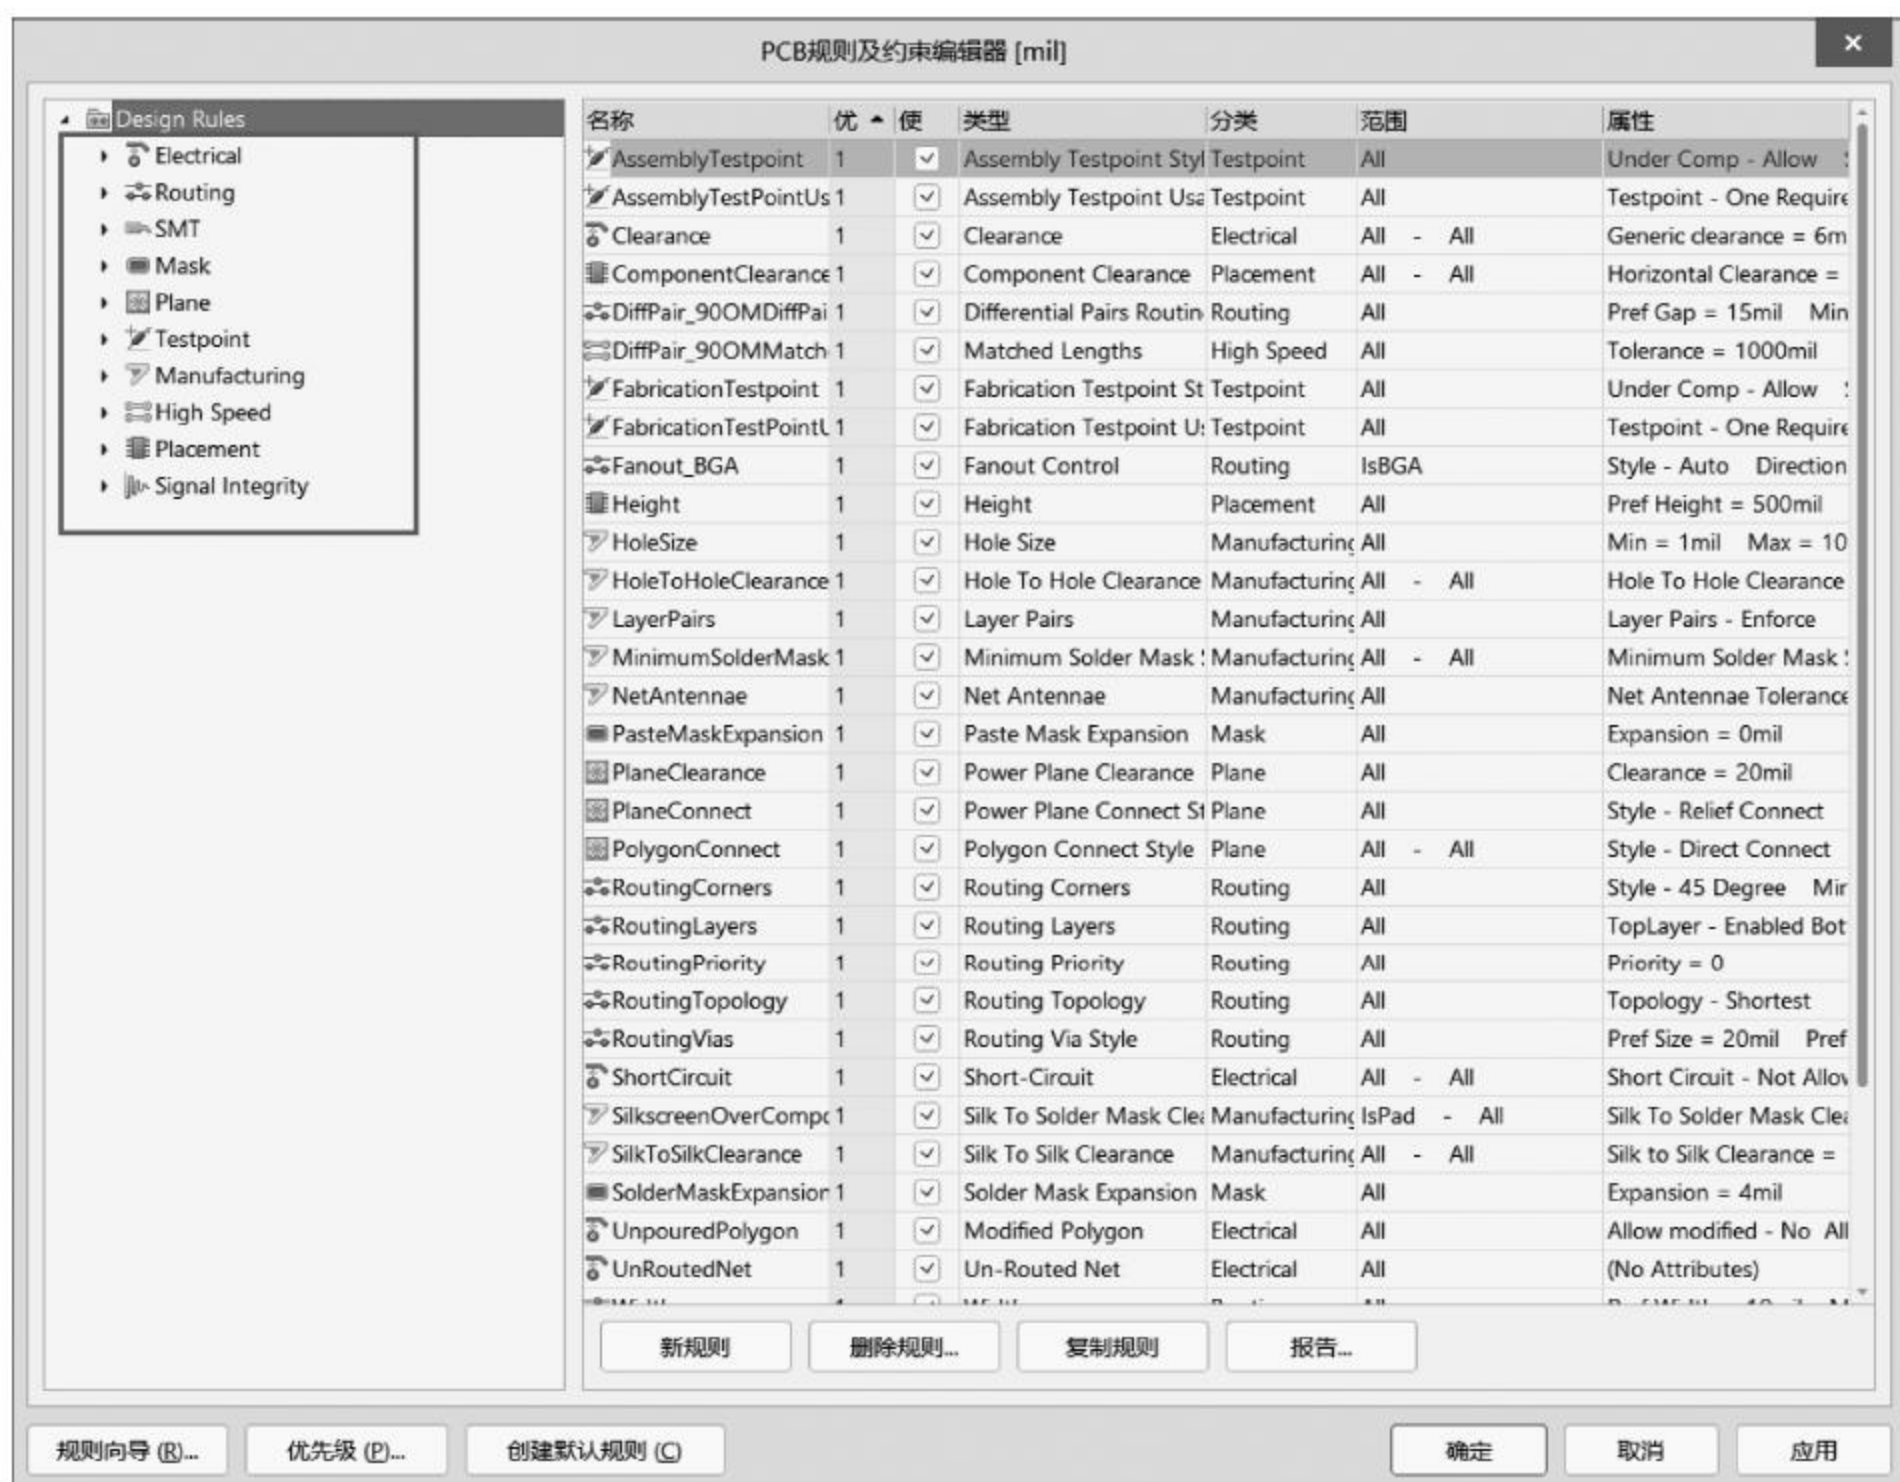 PCB规则及约束编辑器 [mil]
Design Rules
Electrical
Routing
SMT
Mask
Plane
Testpoint
Manufacturing
High Speed
Placement
Signal Integrity
名称 优 使 类型 分类 范围 属性
AssemblyTestpoint 1 Assembly Testpoint Styl Testpoint All Under Comp - Allow
AssemblyTestPointUs 1 Assembly Testpoint Usa Testpoint All Testpoint - One Require
Clearance 1 Clearance Electrical All - All Generic clearance = 6m
ComponentClearance 1 Component Clearance Placement All - All Horizontal Clearance =
DiffPair_90OMDiffPai 1 Differential Pairs Routin Routing All Pref Gap = 15mil Min
DiffPair_90OMMatch 1 Matched Lengths High Speed All Tolerance = 1000mil
FabricationTestpoint 1 Fabrication Testpoint St Testpoint All Under Comp - Allow
FabricationTestPointU 1 Fabrication Testpoint U Testpoint All Testpoint - One Require
Fanout_BGA 1 Fanout Control Routing IsBGA Style - Auto Direction
Height 1 Height Placement All Pref Height = 500mil
HoleSize 1 Hole Size Manufacturing All Min = 1mil Max = 10
HoleToHoleClearance 1 Hole To Hole Clearance Manufacturing All - All Hole To Hole Clearance
LayerPairs 1 Layer Pairs Manufacturing All Layer Pairs - Enforce
MinimumSolderMask 1 Minimum Solder Mask Manufacturing All - All Minimum Solder Mask
NetAntennae 1 Net Antennae Manufacturing All Net Antennae Tolerance
PasteMaskExpansion 1 Paste Mask Expansion Mask All Expansion = 0mil
PlaneClearance 1 Power Plane Clearance Plane All Clearance = 20mil
PlaneConnect 1 Power Plane Connect St Plane All Style - Relief Connect
PolygonConnect 1 Polygon Connect Style Plane All - All Style - Direct Connect
RoutingCorners 1 Routing Corners Routing All Style - 45 Degree Mir
RoutingLayers 1 Routing Layers Routing All TopLayer - Enabled Bot
RoutingPriority 1 Routing Priority Routing All Priority = 0
RoutingTopology 1 Routing Topology Routing All Topology - Shortest
RoutingVias 1 Routing Via Style Routing All Pref Size = 20mil Pref
ShortCircuit 1 Short-Circuit Electrical All - All Short Circuit - Not Allow
SilkscreenOverCompo 1 Silk To Solder Mask Clea Manufacturing IsPad - All Silk To Solder Mask Clea
SilkToSilkClearance 1 Silk To Silk Clearance Manufacturing All - All Silk to Silk Clearance =
SolderMaskExpansion 1 Solder Mask Expansion Mask All Expansion = 4mil
UnpouredPolygon 1 Modified Polygon Electrical All Allow modified - No All
UnRoutedNet 1 Un-Routed Net Electrical All (No Attributes)
新规则 删除规则... 复制规则 报告...
规则向导 (R)... 优先级 (P)... 创建默认规则 (C) 确定 取消 应用